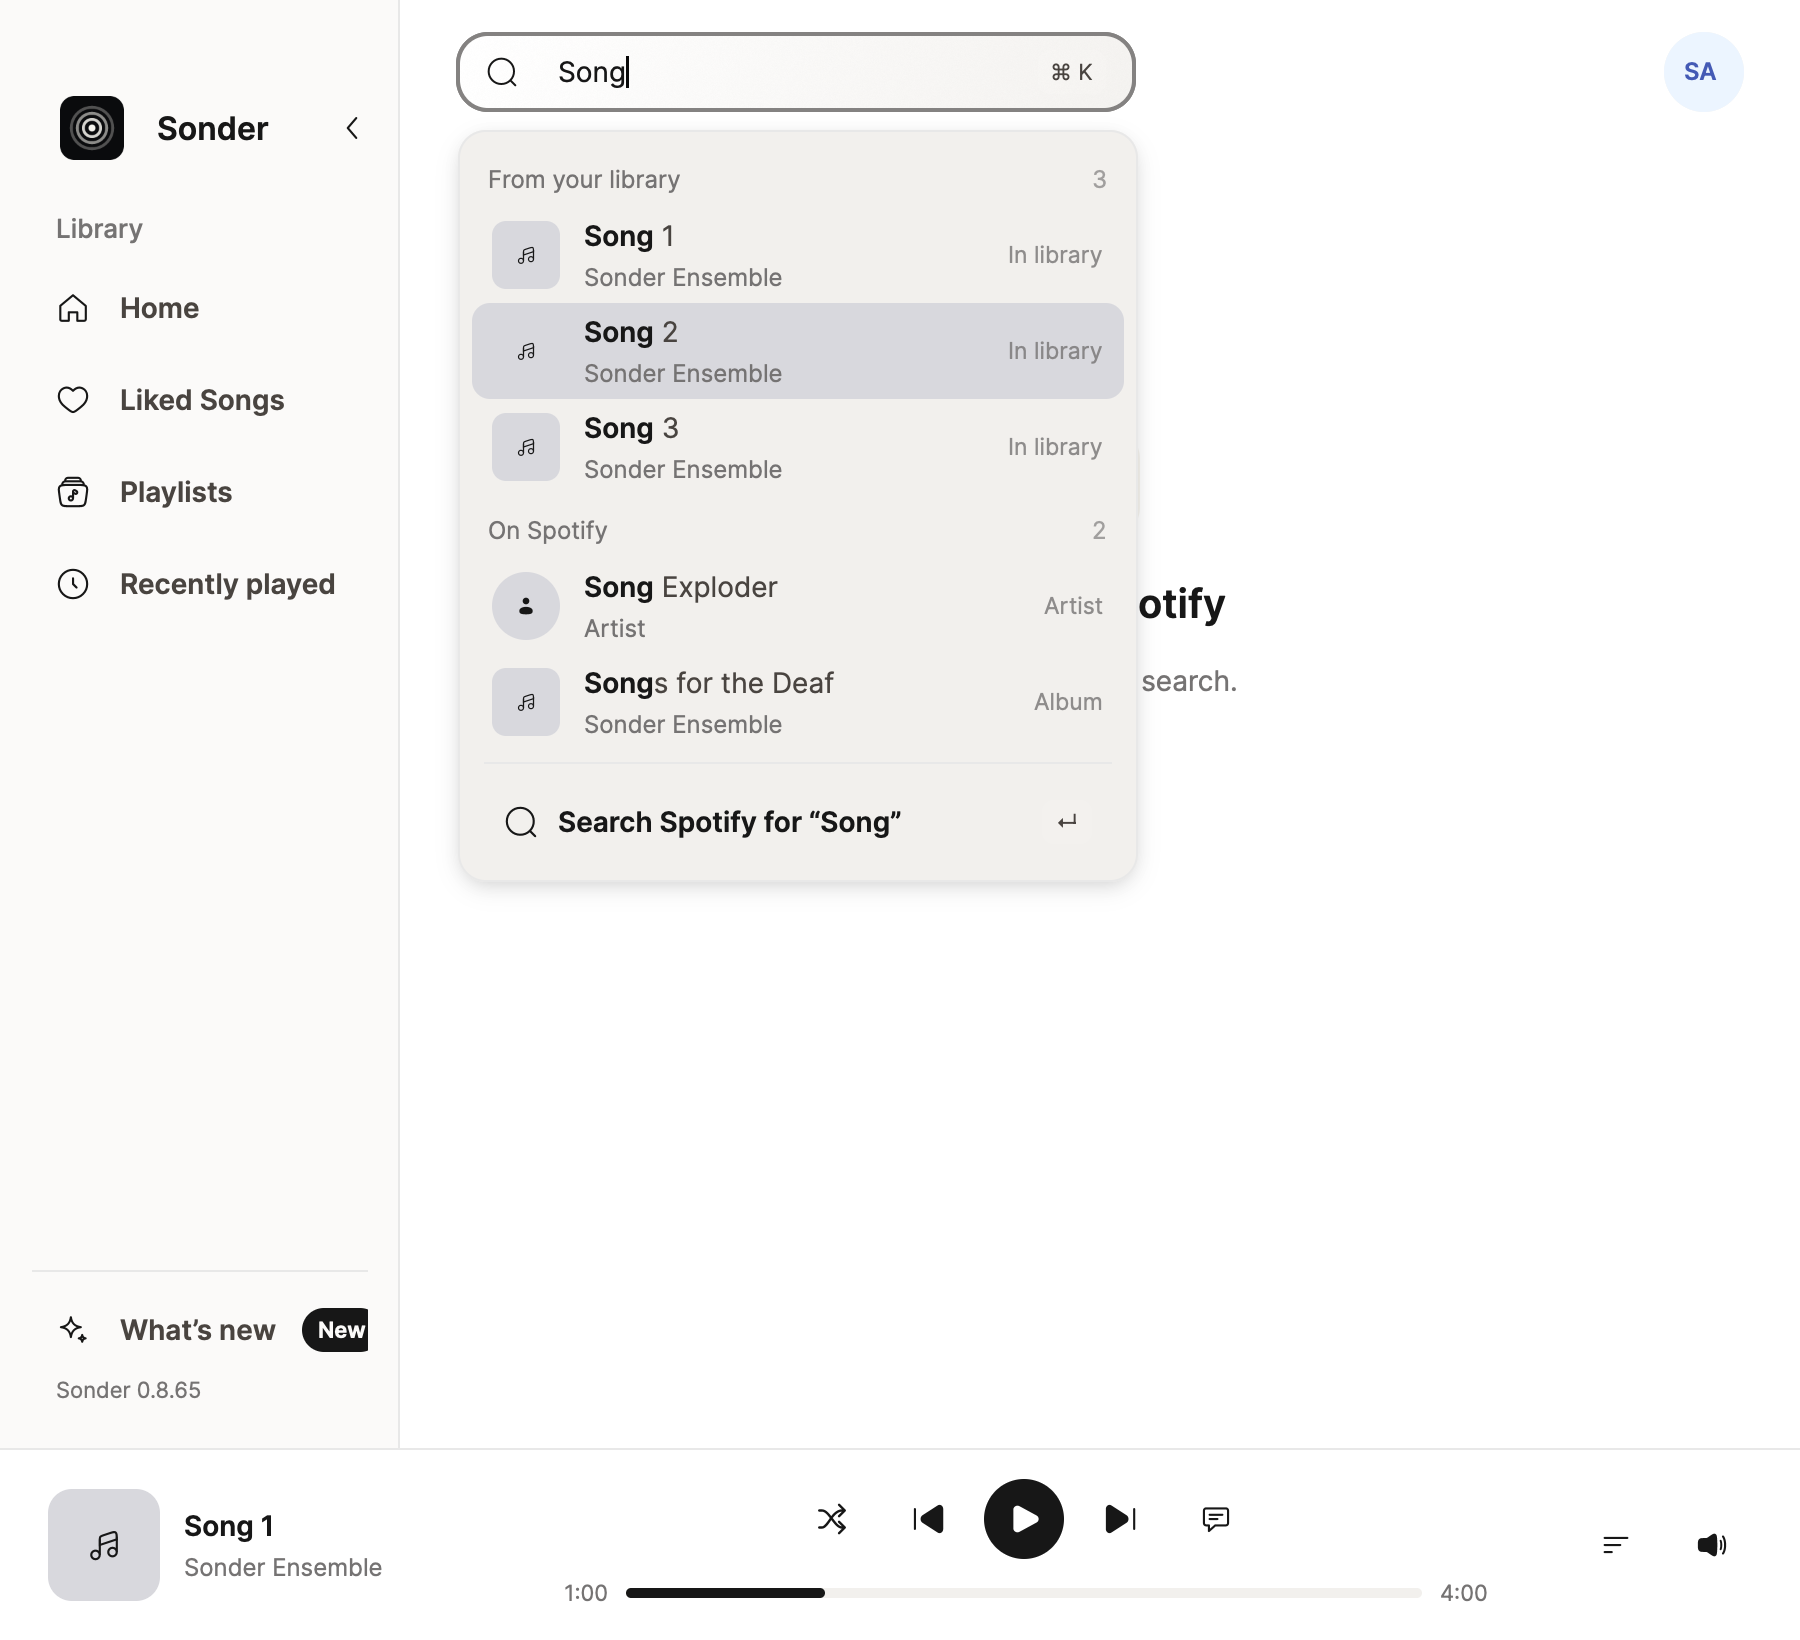 Song
⌘ K
SA
Sonder
Library
Home
Liked Songs
Playlists
Recently played
From your library
3
Song 1
Sonder Ensemble
In library
Song 2
Sonder Ensemble
In library
Song 3
Sonder Ensemble
In library
On Spotify
2
Song Exploder
Artist
Artist
Songs for the Deaf
Sonder Ensemble
Album
Search Spotify for “Song”
otify
search.
What’s new
New
Sonder 0.8.65
Song 1
Sonder Ensemble
1:00
4:00